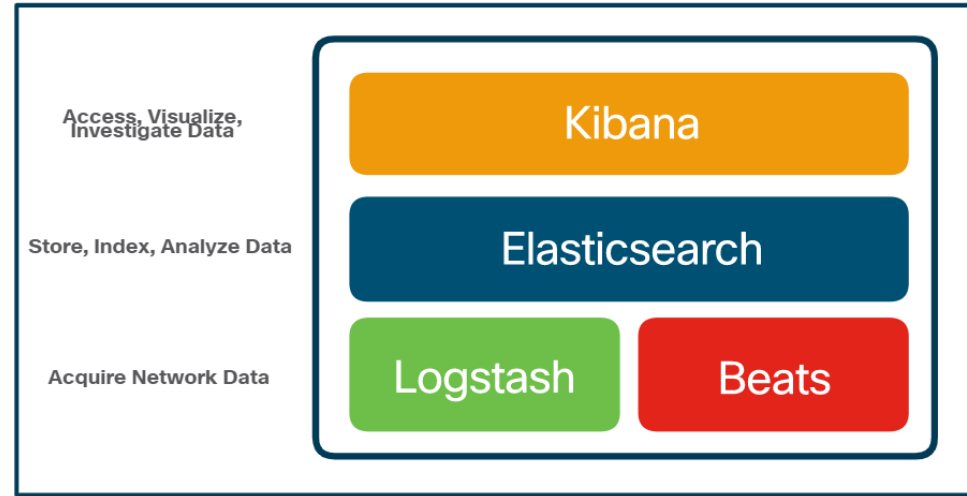 Access, Visualize,
Investigate Data
Kibana
Store, Index, Analyze Data
Elasticsearch
Acquire Network Data
Logstash
Beats